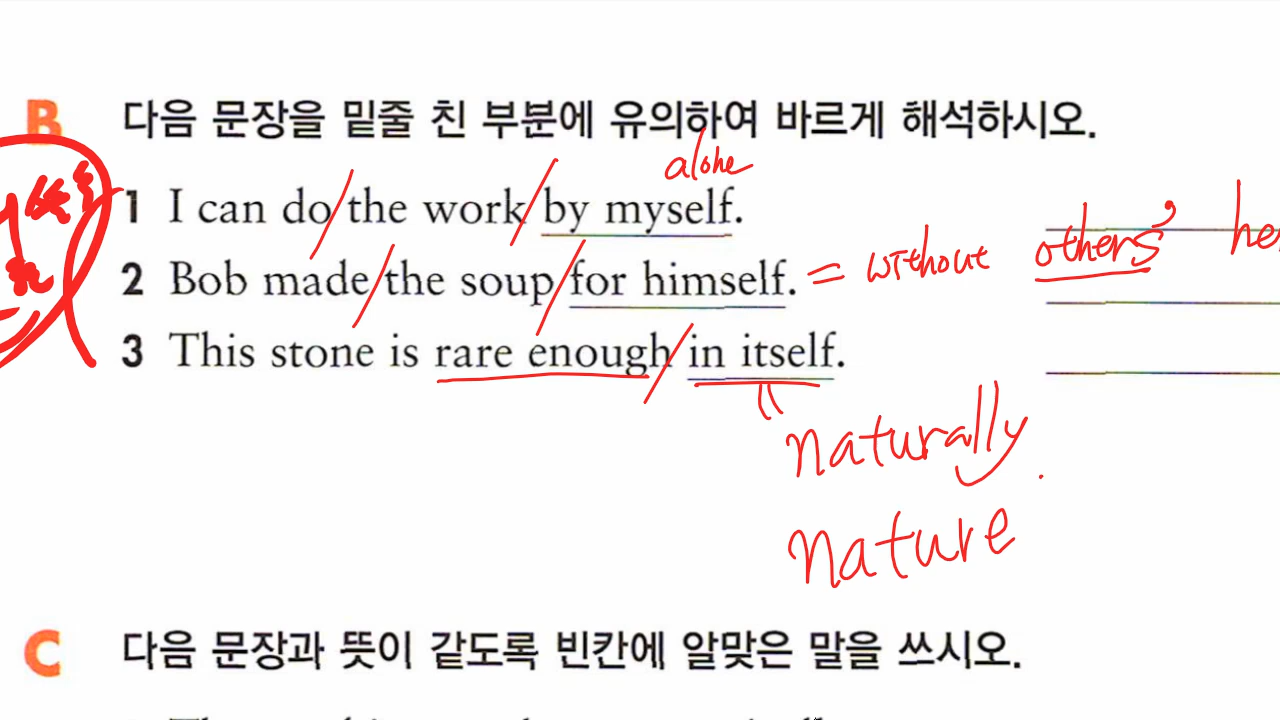 B 다음 문장을 밑줄 친 부분에 유의하여 바르게 해석하시오.
alone
1 I can do/the work/by myself.
2 Bob made/the soup/for himself. = without others'
3 This stone is rare enough/in itself.
naturally
nature
C 다음 문장과 뜻이 같도록 빈칸에 알맞은 말을 쓰시오.